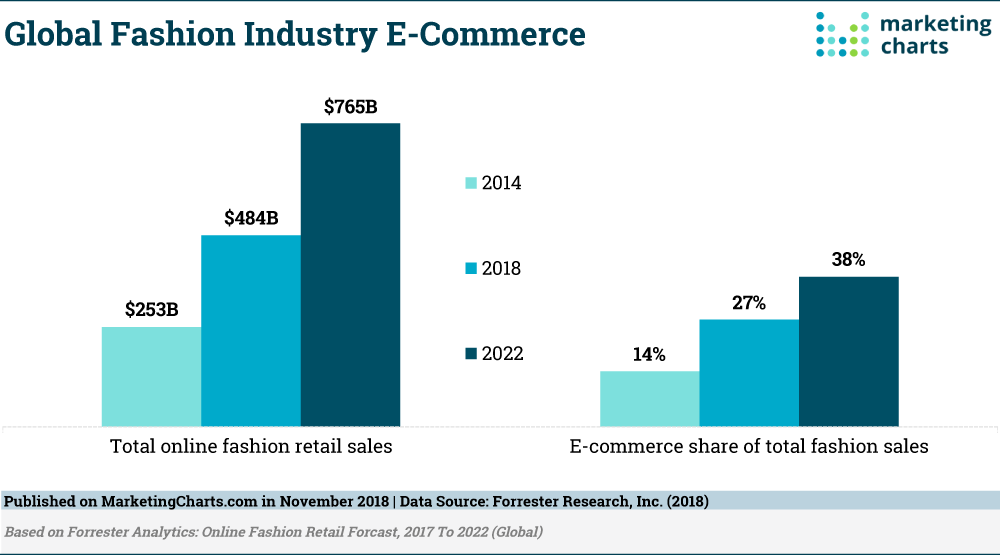 Global Fashion Industry E-Commerce
marketing
charts
$765B
$484B
$253B
2014
2018
2022
38%
27%
14%
Total online fashion retail sales
E-commerce share of total fashion sales
Published on MarketingCharts.com in November 2018 | Data Source: Forrester Research, Inc. (2018)
Based on Forrester Analytics: Online Fashion Retail Forcast, 2017 To 2022 (Global)